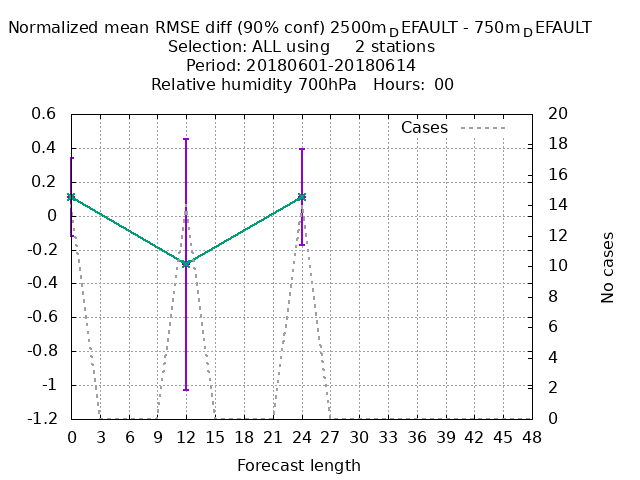 Normalized mean RMSE diff (90% conf) 2500m_DEFAULT - 750m_DEFAULT
Selection: ALL using 2 stations
Period: 20180601-20180614
Relative humidity 700hPa Hours: 00
Cases
0.6
0.4
0.2
0
-0.2
-0.4
-0.6
-0.8
-1
-1.2
20
18
16
14
12
10
8
6
4
2
0
No cases
0 3 6 9 12 15 18 21 24 27 30 33 36 39 42 45 48
Forecast length